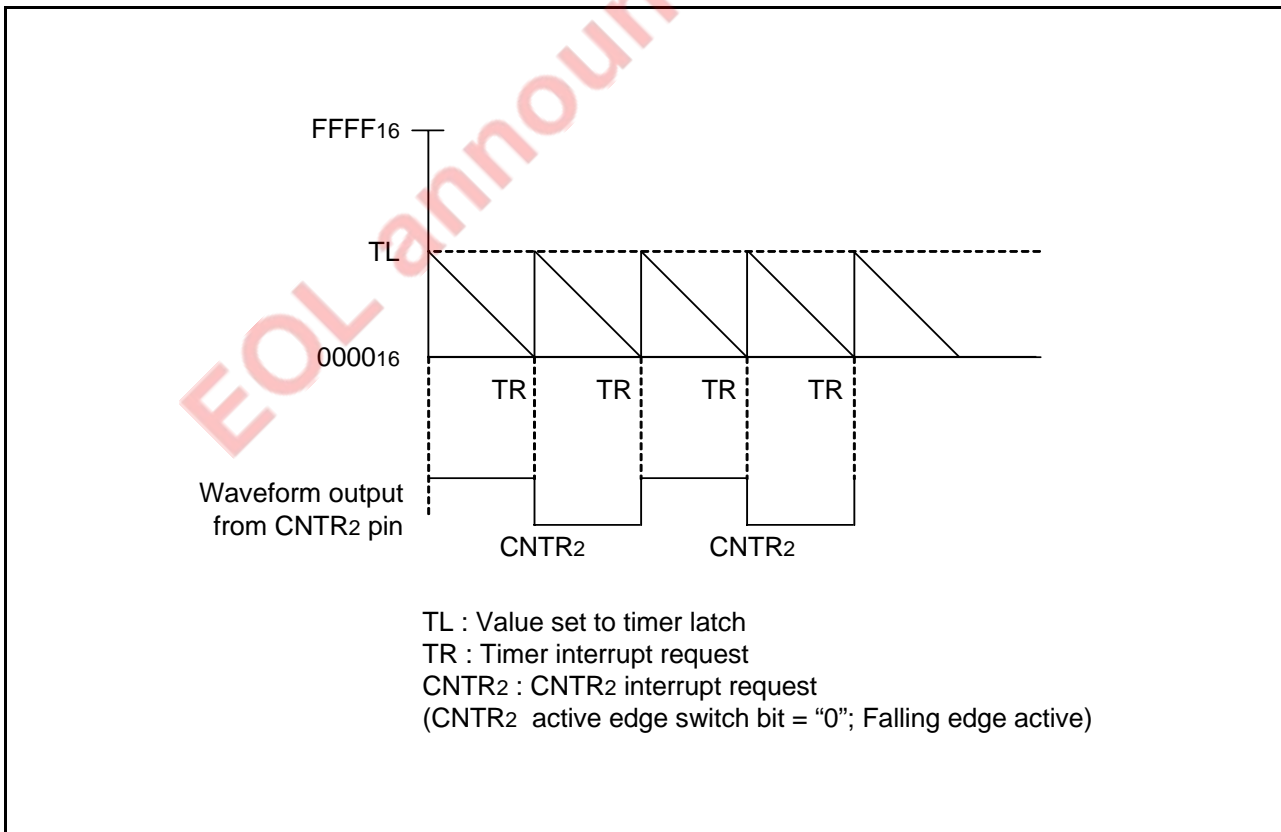 EOL announ
FFFF16
TL
000016
TR TR TR TR
Waveform output
from CNTR2 pin
CNTR2 CNTR2
TL : Value set to timer latch
TR : Timer interrupt request
CNTR2 : CNTR2 interrupt request
(CNTR2 active edge switch bit = “0”; Falling edge active)